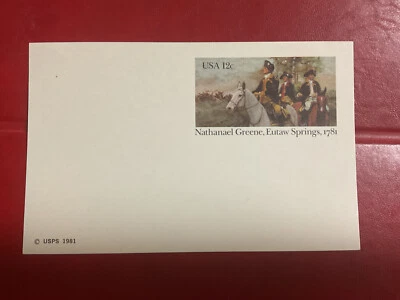 USA 12c
Nathanael Greene, Eutaw Springs, 1781
© USPS 1981